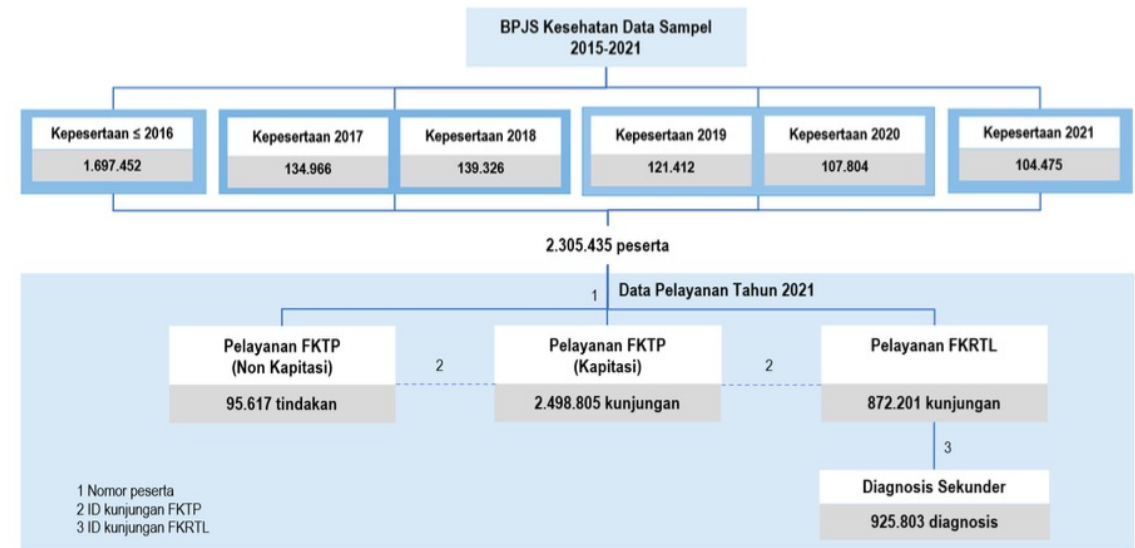 BPJS Kesehatan Data Sampel
2015-2021
Kepesertaan ≤ 2016
1.697.452
Kepesertaan 2017
134.966
Kepesertaan 2018
139.326
Kepesertaan 2019
121.412
Kepesertaan 2020
107.804
Kepesertaan 2021
104.475
2.305.435 peserta
1
Data Pelayanan Tahun 2021
Pelayanan FKTP
(Non Kapitasi)
95.617 tindakan
2
Pelayanan FKTP
(Kapitasi)
2.498.805 kunjungan
2
Pelayanan FKRTL
872.201 kunjungan
3
Diagnosis Sekunder
925.803 diagnosis
1 Nomor peserta
2 ID kunjungan FKTP
3 ID kunjungan FKRTL